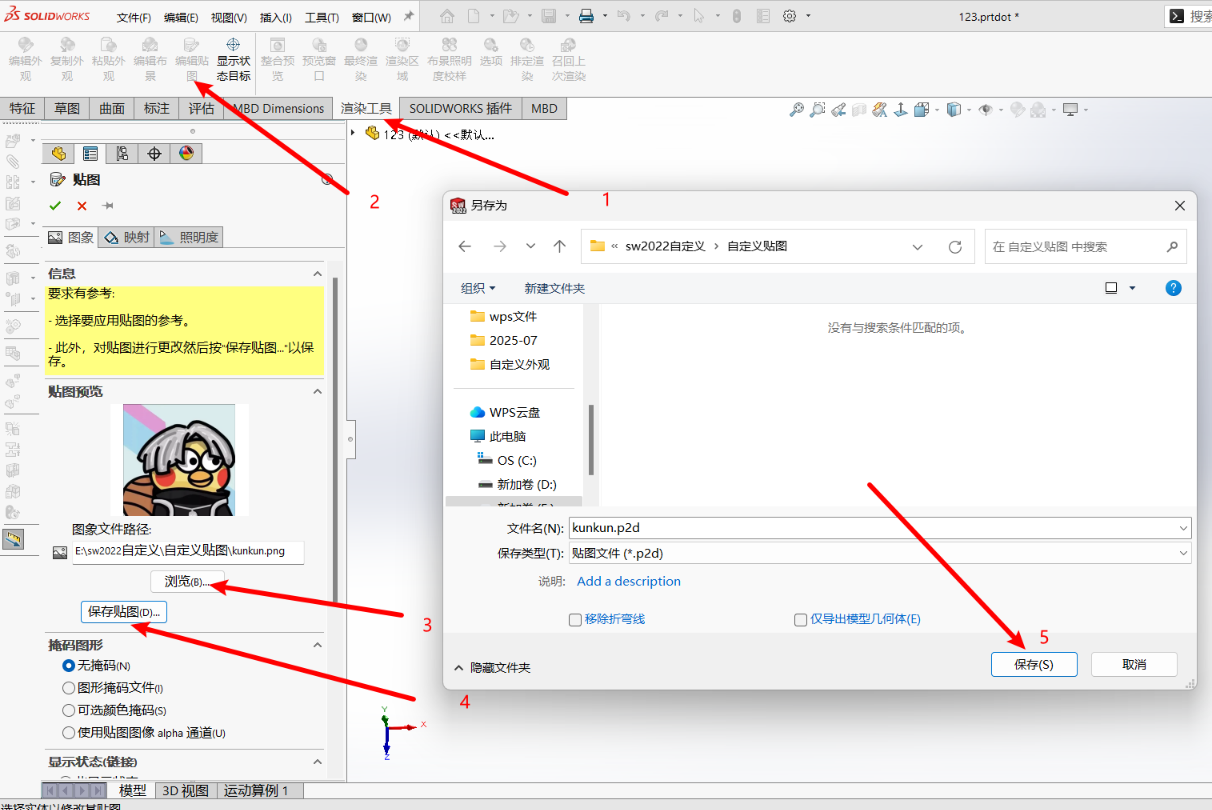 SOLIDWORKS 文件(F) 编辑(E) 视图(V) 插入(I) 工具(T) 窗口(W) 123.prtdot * 搜索
编辑外观 复制外观 粘贴外观 编辑布景 编辑贴图 显示状态目标 整合预览 预览窗口 最终渲染 渲染区域 布景照明度校样 选项 排定渲染 召回上次渲染
特征 草图 曲面 标注 评估 MBD Dimensions 渲染工具 SOLIDWORKS 插件 MBD
123 (默认) <<默认...
1
2
贴图
图象 映射 照明度
信息
要求有参考:
- 选择要应用贴图的参考。
- 此外，对贴图进行更改然后按“保存贴图...”以保
存。
贴图预览
图象文件路径:
E:\sw2022自定义\自定义贴图\kunkun.png
浏览(B)...
3
保存贴图(D)...
4
掩码图形
无掩码(N)
图形掩码文件(I)
可选颜色掩码(S)
使用贴图图像 alpha 通道(U)
显示状态(链接)
另存为
« sw2022自定义 › 自定义贴图
在 自定义贴图 中搜索
组织 新建文件夹
wps文件
2025-07
自定义外观
WPS云盘
此电脑
OS (C:)
新加卷 (D:)
没有与搜索条件匹配的项。
文件名(N): kunkun.p2d
保存类型(T): 贴图文件 (*.p2d)
说明: Add a description
移除折弯线 仅导出模型几何体(E)
5
隐藏文件夹 保存(S) 取消
Y
X
Z
模型 3D 视图 运动算例 1